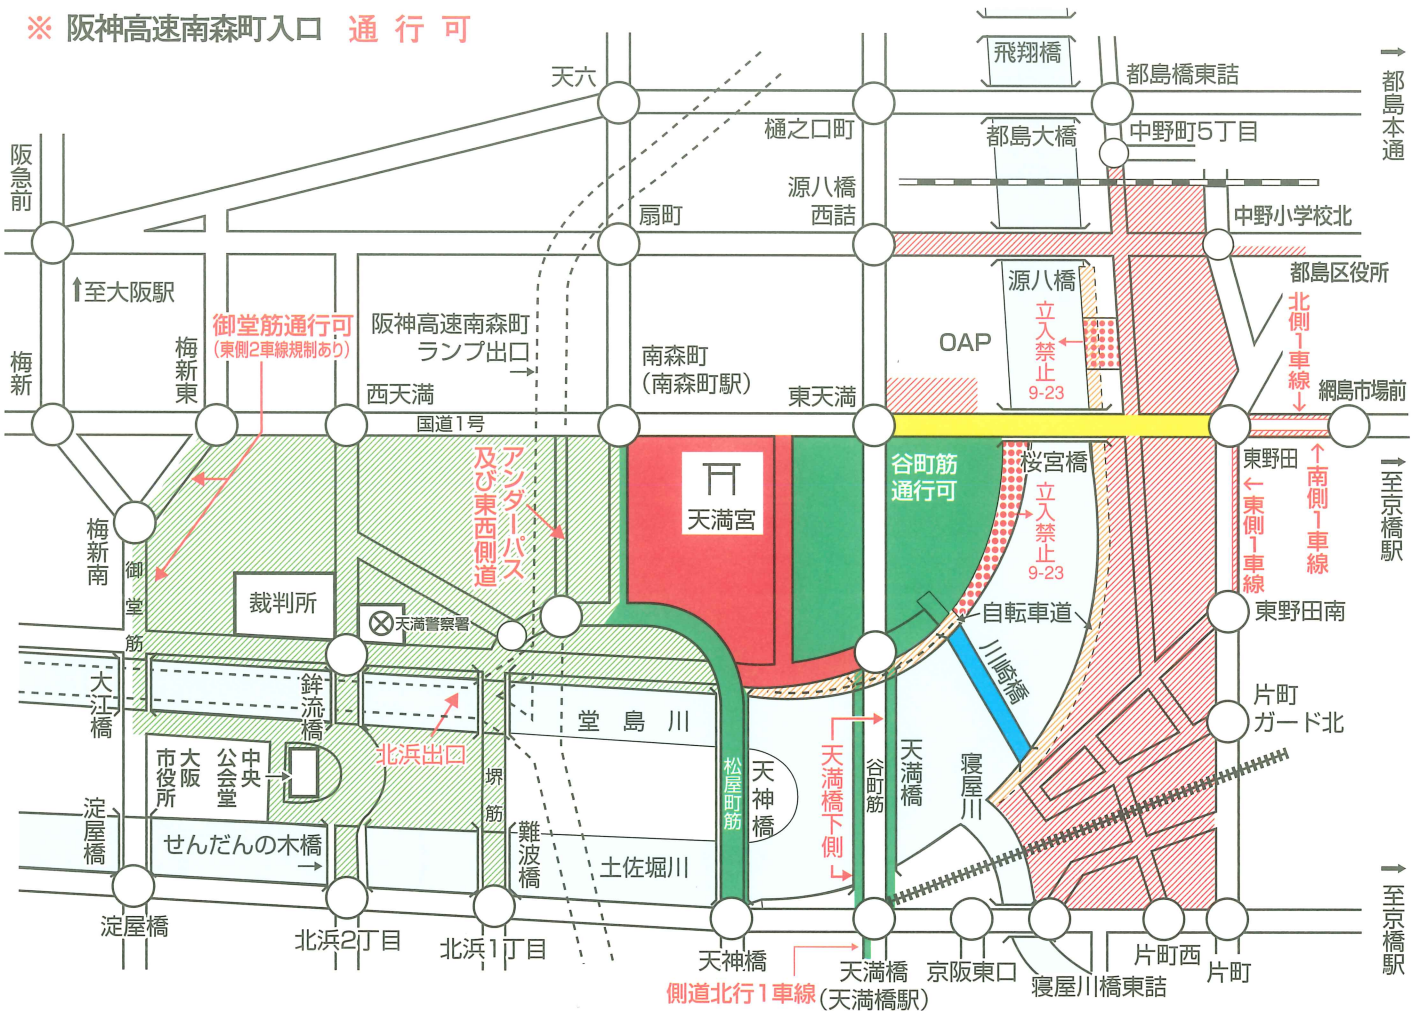 ※ 阪神高速南森町入口 通行可
飛翔橋
天六
都島橋東詰
都島本通
樋之口町
都島大橋
中野町5丁目
阪急前
源八橋
西詰
扇町
中野小学校北
至大阪駅
源八橋
都島区役所
御堂筋通行可
(東側2車線規制あり)
阪神高速南森町
ランプ出口
立入禁止
9-23
北側1車線
OAP
梅新
梅新東
南森町
(南森町駅)
西天満
東天満
網島市場前
国道1号
アンダーパス
及び東西側道
谷町筋
通行可
桜宮橋
東野田
天満宮
立入禁止
9-23
東側1車線
南側1車線
至京橋駅
梅新南
御堂筋
裁判所
天満警察署
自転車道
東野田南
川崎橋
大江橋
鉾流橋
堂島川
片町
ガード北
北浜出口
大阪
市役所
中央
公会堂
堺筋
松屋町筋
天神橋
天満橋下側
谷町筋
天満橋
寝屋川
淀屋橋
せんだんの木橋
難波橋
土佐堀川
至京橋駅
淀屋橋
北浜2丁目
北浜1丁目
天神橋
天満橋
(天満橋駅)
京阪東口
寝屋川橋東詰
片町西
片町
側道北行1車線